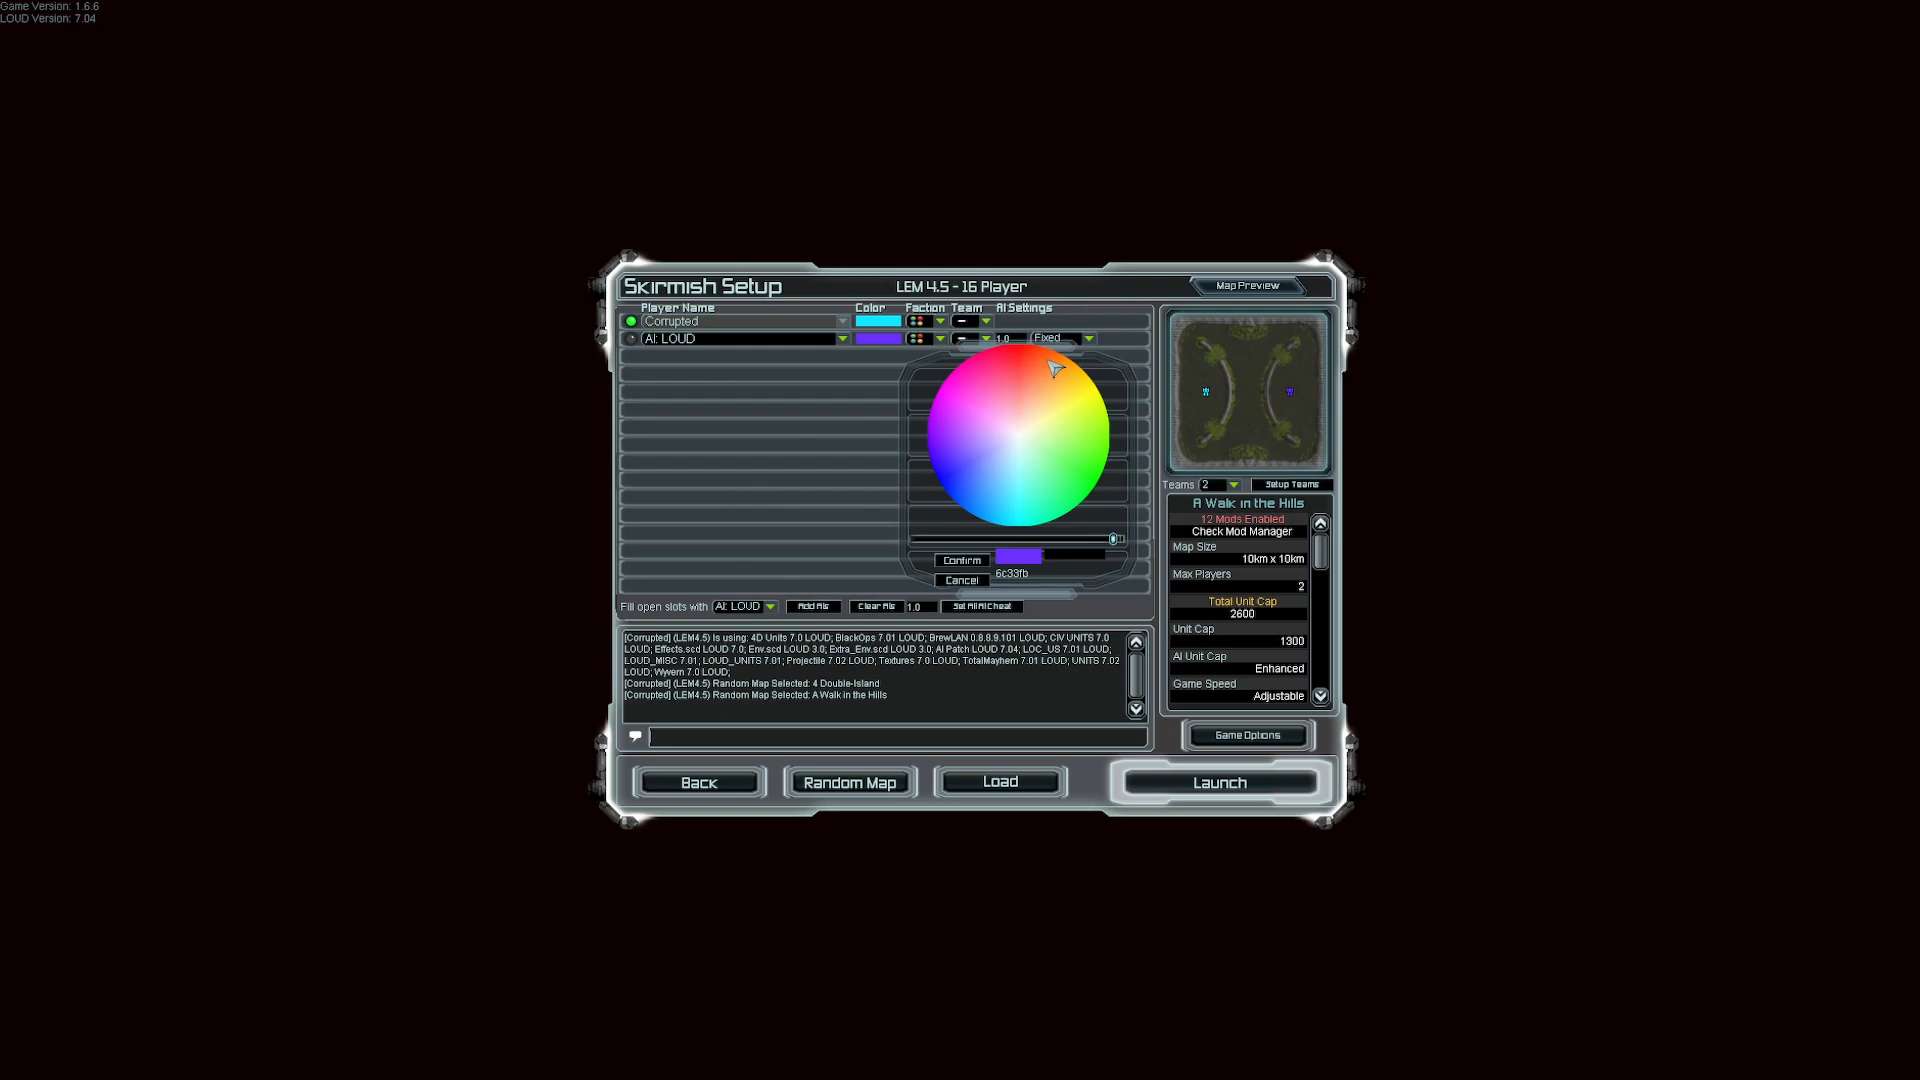 Game Version: 1.6.6
LOUD Version: 7.04
Skirmish Setup
LEM 4.5 - 16 Player
Map Preview
Player Name
Color
Faction
Team
AI Settings
Corrupted
AI: LOUD
1.0
Fixed
Confirm
Cancel
6c33fb
Teams 2
Setup Teams
A Walk in the Hills
12 Mods Enabled
Check Mod Manager
Map Size
10km x 10km
Max Players
2
Total Unit Cap
2600
Unit Cap
1300
AI Unit Cap
Enhanced
Game Speed
Adjustable
Fill open slots with AI: LOUD
Add AIs
Clear AIs
1.0
Set All AI Cheat
[Corrupted] (LEM4.5) Is using: 4D Units 7.0 LOUD; BlackOps 7.01 LOUD; BrewLAN 0.8.8.9.101 LOUD; CIV UNITS 7.0
LOUD; Effects.scd LOUD 7.0; Env.scd LOUD 3.0; Extra_Env.scd LOUD 3.0; AI Patch LOUD 7.04; LOC_US 7.01 LOUD;
LOUD_MISC 7.01; LOUD_UNITS 7.01; Projectile 7.02 LOUD; Textures 7.0 LOUD; TotalMayhem 7.01 LOUD; UNITS 7.02
LOUD; Wyvern 7.0 LOUD;
[Corrupted] (LEM4.5) Random Map Selected: 4 Double-Island
[Corrupted] (LEM4.5) Random Map Selected: A Walk in the Hills
Game Options
Back
Random Map
Load
Launch